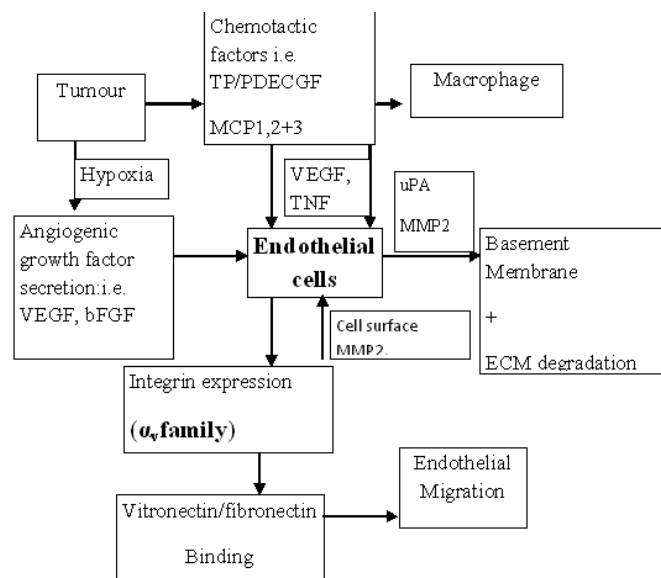 Chemotactic
factors i.e.
TP/PDECGF
MCP1,2+3
Macrophage
Tumour
Hypoxia
VEGF,
TNF
uPA
MMP2
Angiogenic
growth factor
secretion:i.e.
VEGF, bFGF
Endothelial
cells
Basement
Membrane
+
ECM degradation
Cell surface
MMP2.
Integrin expression
(αv family)
Endothelial
Migration
Vitronectin/fibronectin
Binding